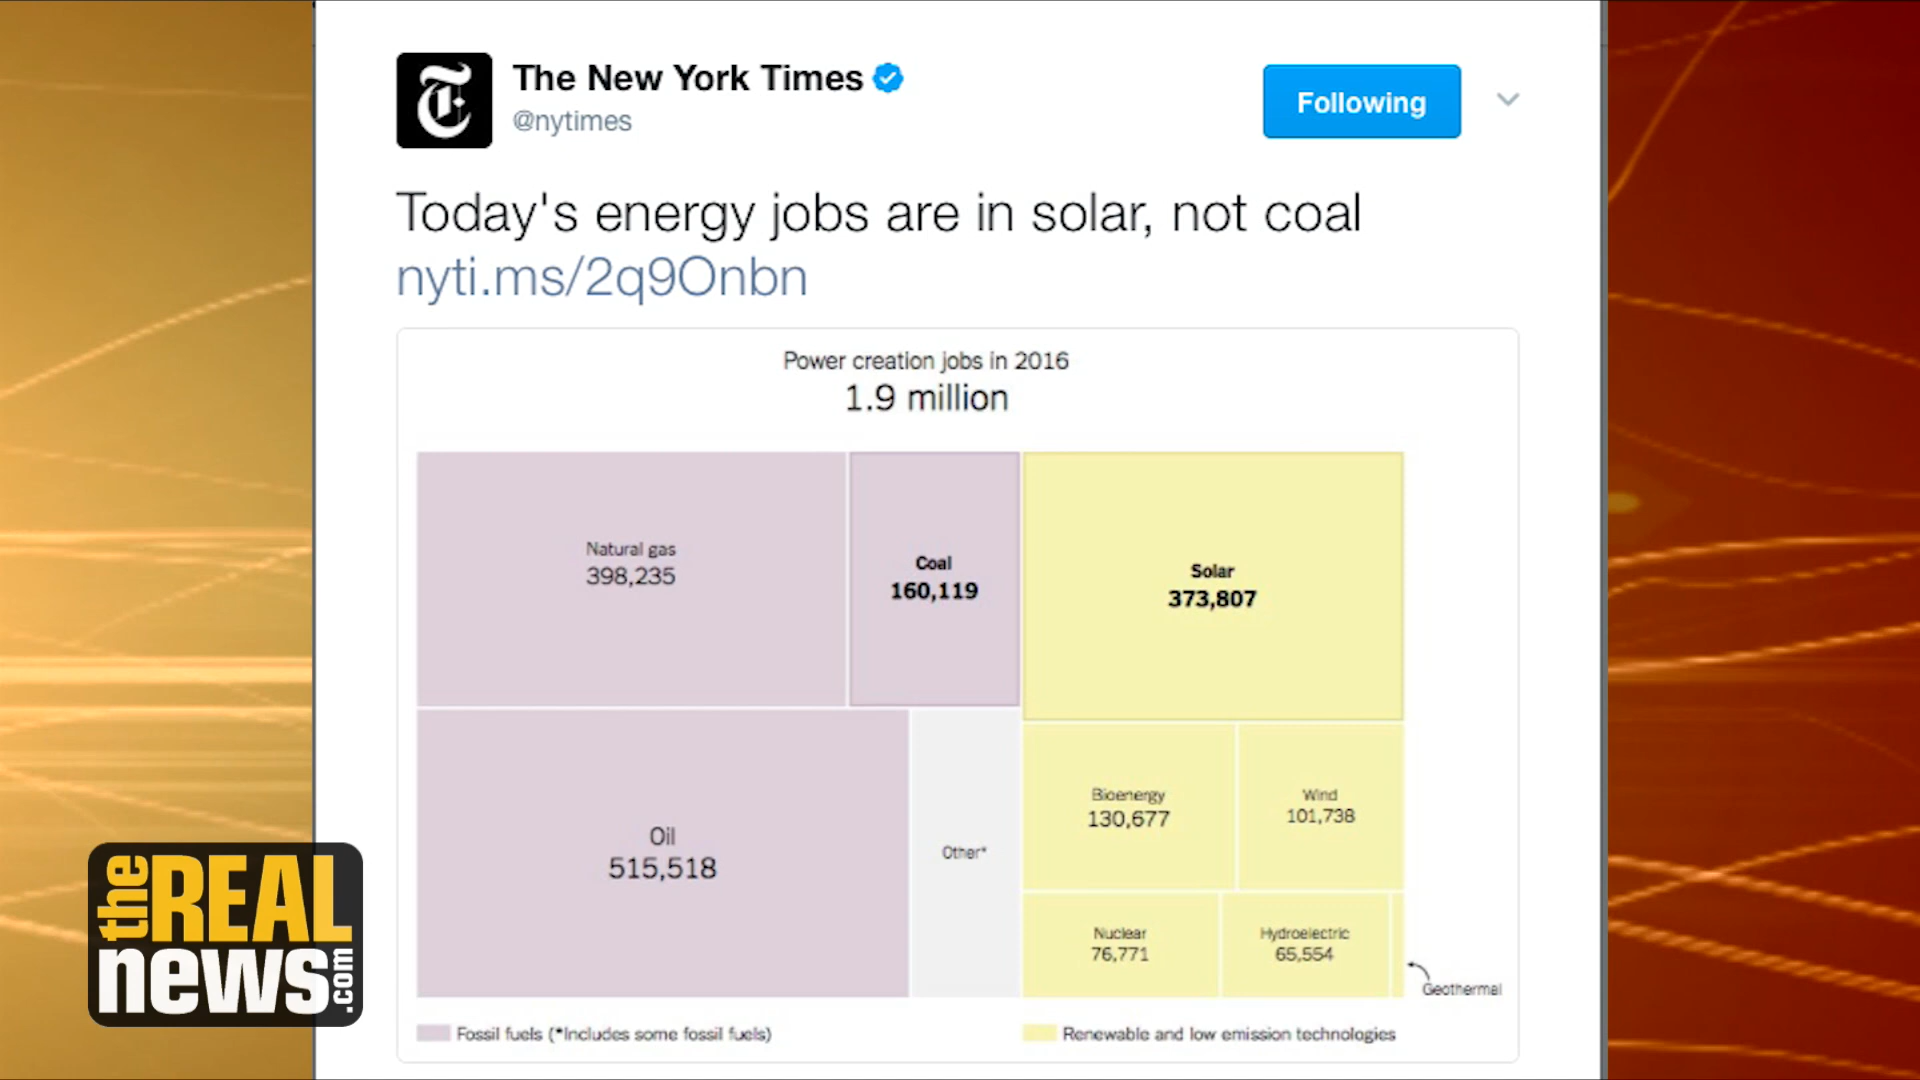 The New York Times
@nytimes
Following
Today's energy jobs are in solar, not coal
nyti.ms/2q9Onbn
Power creation jobs in 2016
1.9 million
Natural gas
398,235
Coal
160,119
Solar
373,807
Oil
515,518
Other*
Bioenergy
130,677
Wind
101,738
Nuclear
76,771
Hydroelectric
65,554
Geothermal
Fossil fuels (*Includes some fossil fuels)
Renewable and low emission technologies
the REAL
news.com